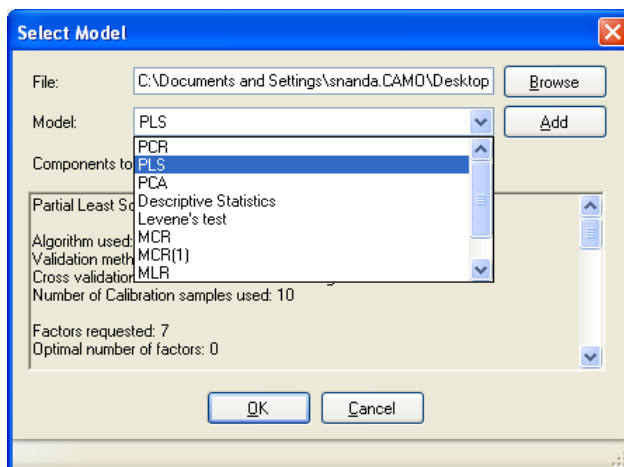 Select Model
File: C:\Documents and Settings\snanda.CAMO\Desktop Browse
Model: PLS Add
PCR
Components to PLS
PCA
Partial Least Sq Descriptive Statistics
Levene's test
Algorithm used: MCR
Validation meth MCR(1)
Cross validation MLR
Number of Calibration samples used: 10
Factors requested: 7
Optimal number of factors: 0
OK Cancel